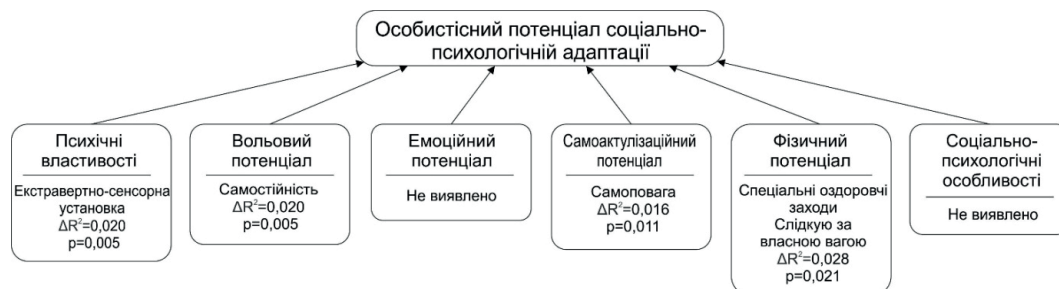 Особистісний потенціал соціально-
психологічній адаптації
Психічні
властивості
Екстравертно-сенсорна
установка
ΔR²=0,020
p=0,005
Вольовий
потенціал
Самостійність
ΔR²=0,020
p=0,005
Емоційний
потенціал
Не виявлено
Самоактулізаційний
потенціал
Самоповага
ΔR²=0,016
p=0,011
Фізичний
потенціал
Спеціальні оздоровчі
заходи
Слідкую за
власною вагою
ΔR²=0,028
p=0,021
Соціально-
психологічні
особливості
Не виявлено